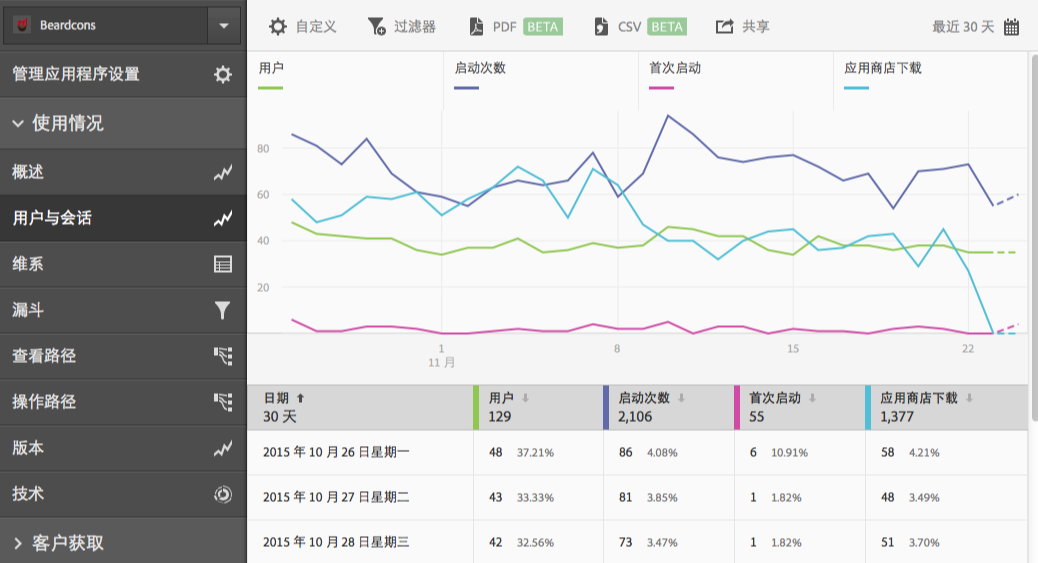 Beardcons
管理应用程序设置
使用情况
概述
用户与会话
维系
漏斗
查看路径
操作路径
版本
技术
客户获取
自定义 过滤器 PDF BETA CSV BETA 共享 最近 30 天
用户 启动次数 首次启动 应用商店下载
80
60
40
20
1 8 15 22
11 月
日期 用户 启动次数 首次启动 应用商店下载
30 天 129 2,106 55 1,377
2015 年 10 月 26 日星期一 48 37.21% 86 4.08% 6 10.91% 58 4.21%
2015 年 10 月 27 日星期二 43 33.33% 81 3.85% 1 1.82% 48 3.49%
2015 年 10 月 28 日星期三 42 32.56% 73 3.47% 1 1.82% 51 3.70%